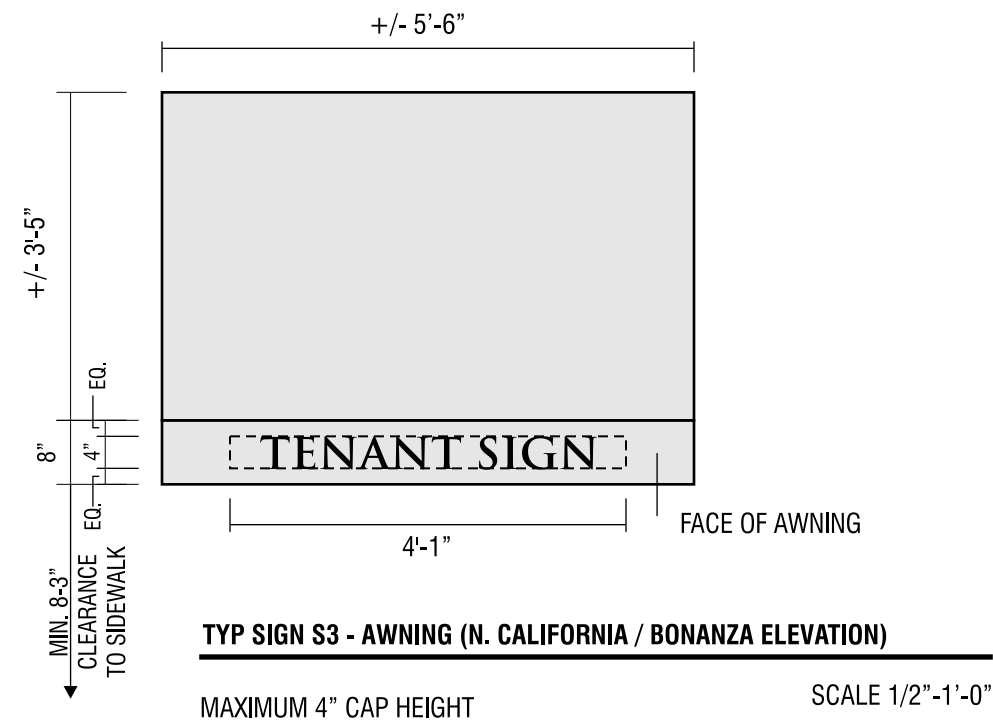 +/- 5’-6”
+/- 3'-5”
EQ.
8”
4”
EQ.
TENANT SIGN
4'-1”
FACE OF AWNING
MIN. 8-3”
CLEARANCE
TO SIDEWALK
TYP SIGN S3 - AWNING (N. CALIFORNIA / BONANZA ELEVATION)
MAXIMUM 4” CAP HEIGHT
SCALE 1/2”-1’-0”